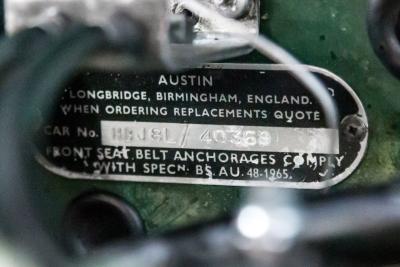 AUSTIN
LONGBRIDGE, BIRMINGHAM, ENGLAND.
WHEN ORDERING REPLACEMENTS QUOTE
CAR No. HBJ8L/ 40369
FRONT SEAT BELT ANCHORAGES COMPLY
WITH SPECN. BS. AU. 48-1965.